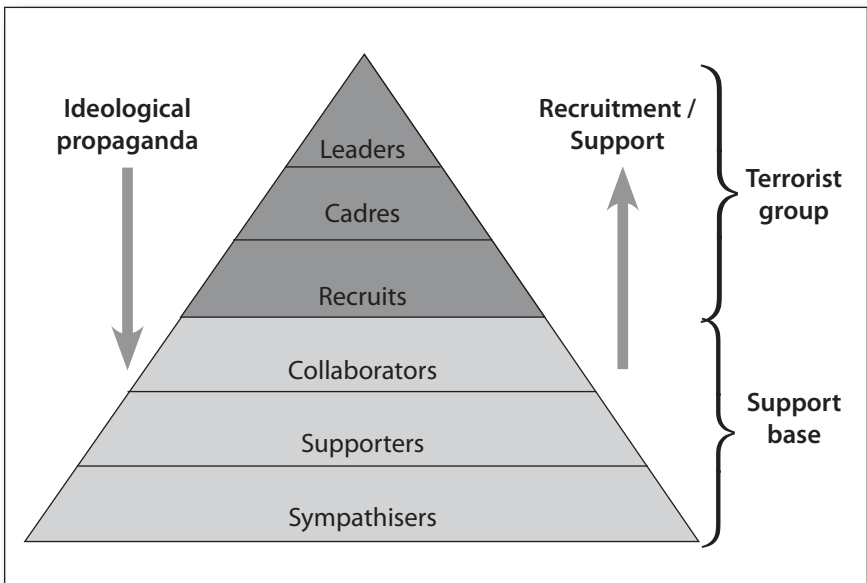 Ideological
propaganda
Recruitment /
Support
Leaders
Cadres
Recruits
Terrorist
group
Collaborators
Supporters
Sympathisers
Support
base